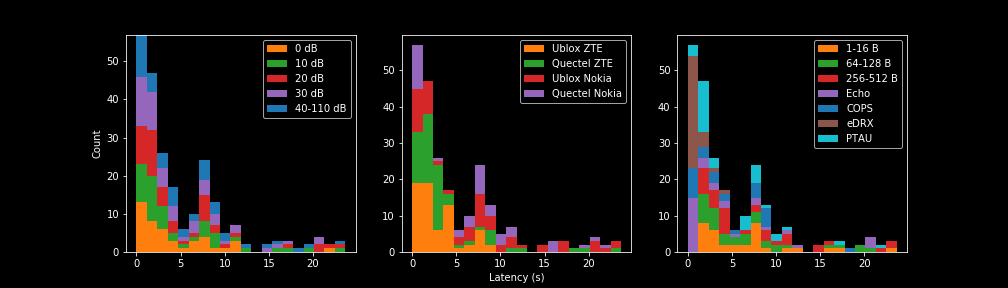 0 dB
10 dB
20 dB
30 dB
40-110 dB
Count
50
40
30
20
10
0
0 5 10 15 20
Ublox ZTE
Quectel ZTE
Ublox Nokia
Quectel Nokia
50
40
30
20
10
0
0 5 10 15 20
Latency (s)
1-16 B
64-128 B
256-512 B
Echo
COPS
eDRX
PTAU
50
40
30
20
10
0
0 5 10 15 20